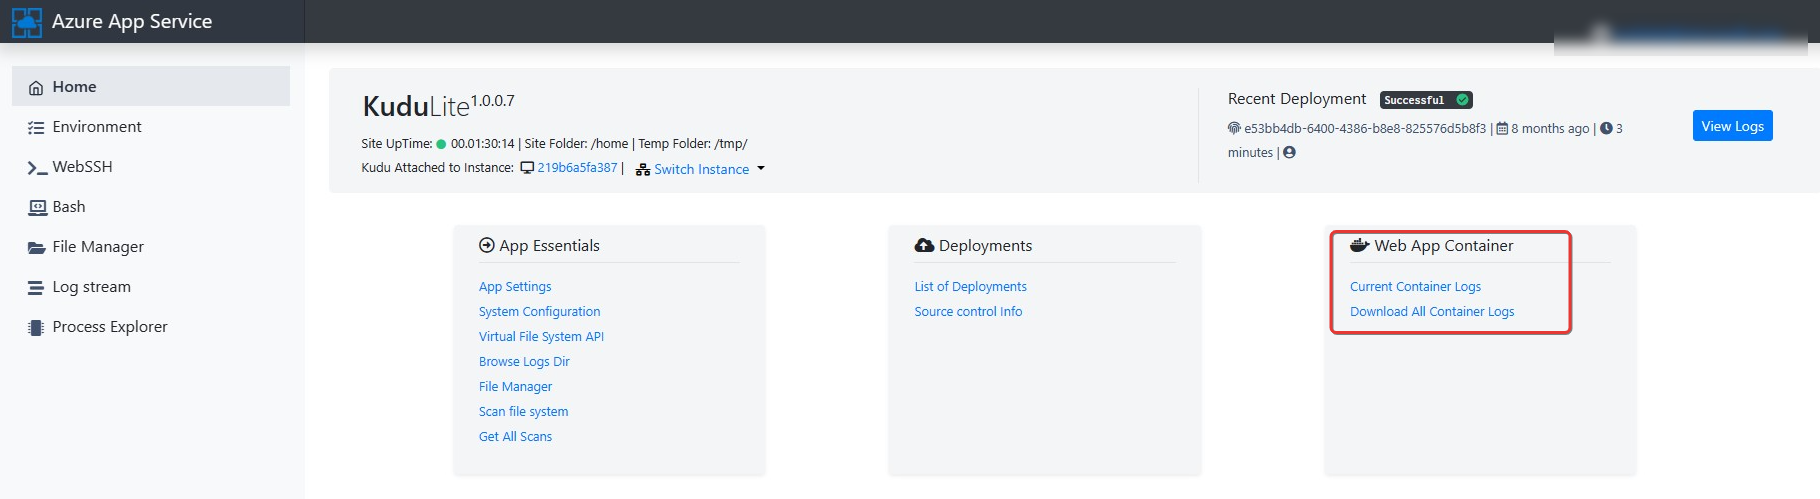 Azure App Service
Home
Environment
WebSSH
Bash
File Manager
Log stream
Process Explorer
KuduLite1.0.0.7
Site UpTime: 00.01:30:14 | Site Folder: /home | Temp Folder: /tmp/
Kudu Attached to Instance: 219b6a5fa387 | Switch Instance
Recent Deployment Successful
e53bb4db-6400-4386-b8e8-825576d5b8f3 | 8 months ago | 3
minutes |
View Logs
App Essentials
App Settings
System Configuration
Virtual File System API
Browse Logs Dir
File Manager
Scan file system
Get All Scans
Deployments
List of Deployments
Source control Info
Web App Container
Current Container Logs
Download All Container Logs